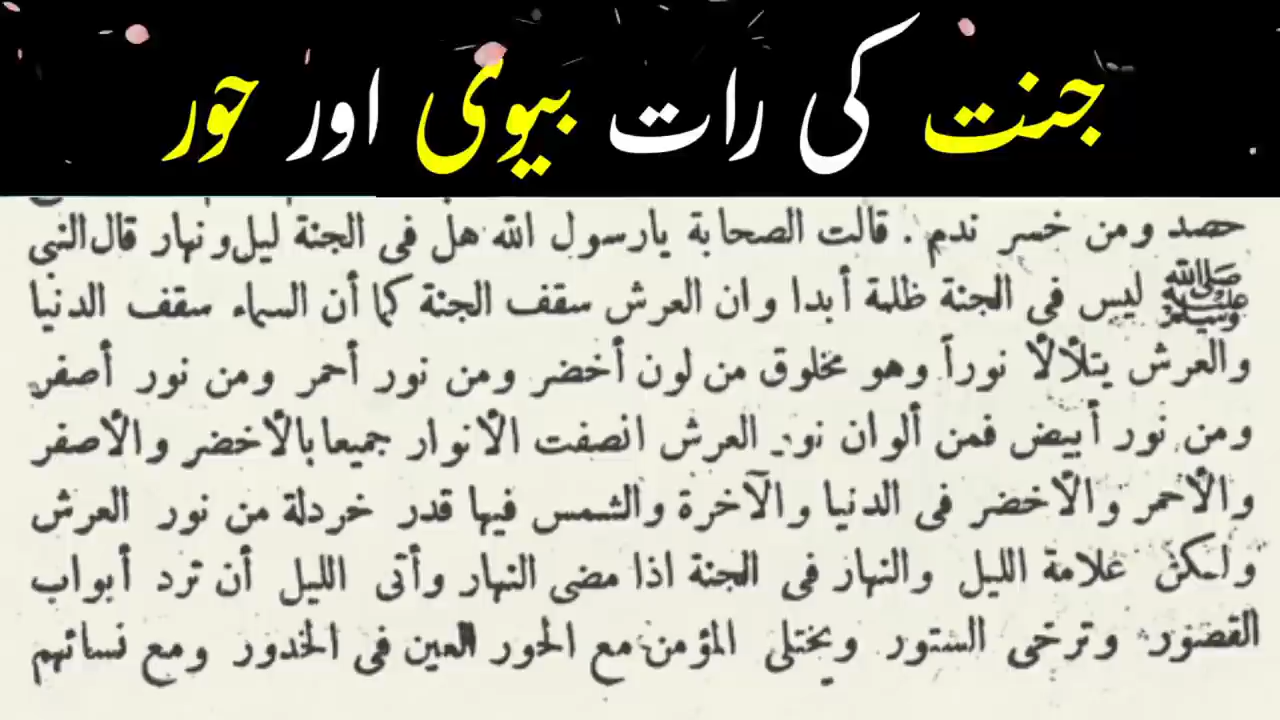 جنت کی رات بیوی اور حور
حصد ومن خسر ندم . قالت الصحابة يارسول الله هل فى الجنة ليل ونهار قال النبى
ﷺ ليس فى الجنة ظلمة أبدا وان العرش سقف الجنة كما أن السماء سقف الدنيا
والعرش يتلألأ نوراً وهو مخلوق من لون أخضر ومن نور أحمر ومن نور أصفر
ومن نور أبيض فمن ألوان نور العرش انصفت الأنوار جميعا بالأخضر والأصفر
والأحمر والأخضر فى الدنيا والآخرة والشمس فيها قدر خردلة من نور العرش
ولكن علامة الليل والنهار فى الجنة اذا مضى النهار وأتى الليل أن ترد أبواب
القصور وترخى الستور ويختلى المؤمن مع الحور العين فى الخدور ومع نسائهم